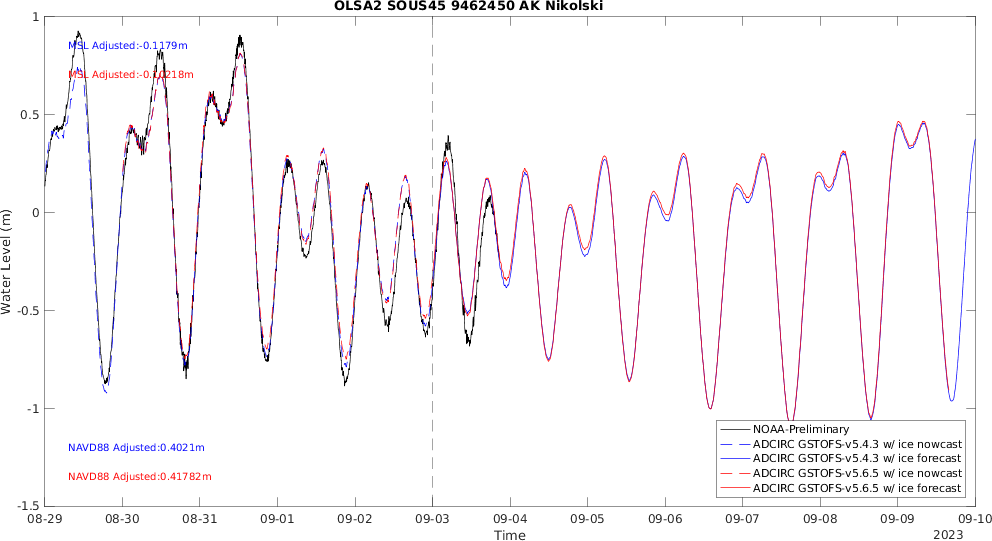 OLSA2 SOUS45 9462450 AK Nikolski
MSL Adjusted:-0.1179m
MSL Adjusted:-0.10218m
NAVD88 Adjusted:0.4021m
NAVD88 Adjusted:0.41782m
Water Level (m)
1
0.5
0
-0.5
-1
-1.5
NOAA-Preliminary
ADCIRC GSTOFS-v5.4.3 w/ ice nowcast
ADCIRC GSTOFS-v5.4.3 w/ ice forecast
ADCIRC GSTOFS-v5.6.5 w/ ice nowcast
ADCIRC GSTOFS-v5.6.5 w/ ice forecast
08-29 08-30 08-31 09-01 09-02 09-03 09-04 09-05 09-06 09-07 09-08 09-09 09-10
Time
2023